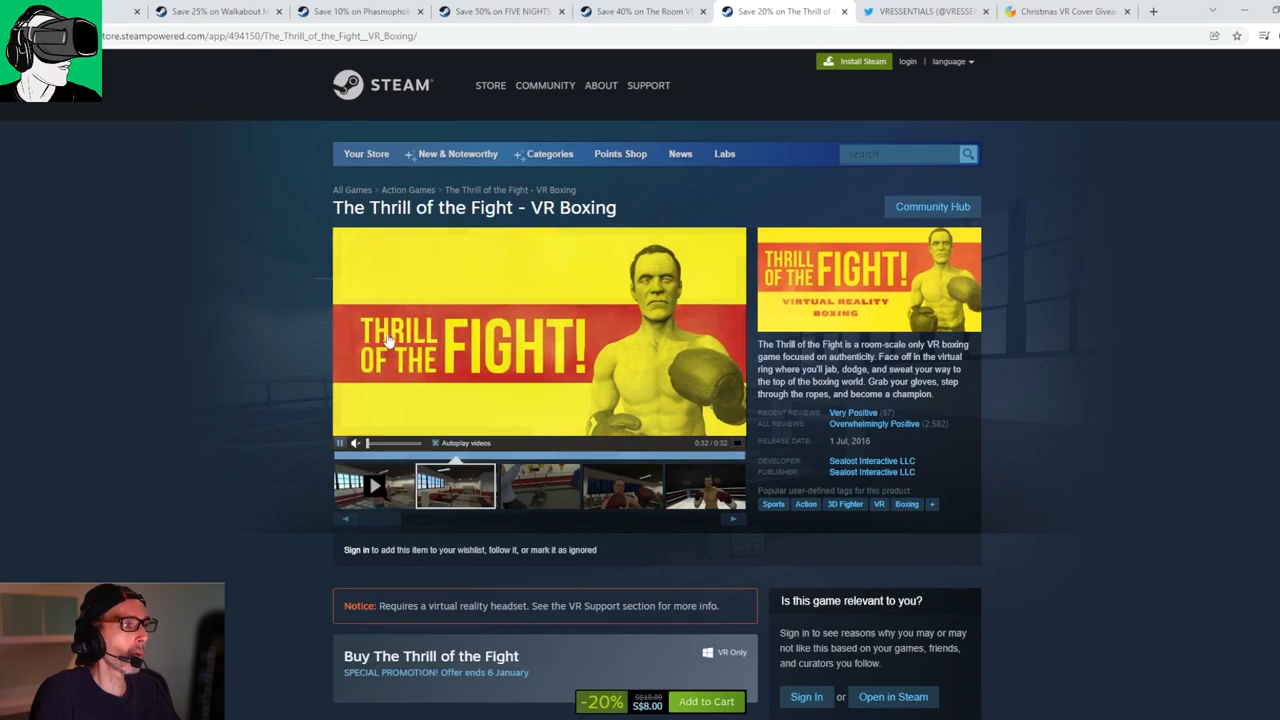 Save 25% on Walkabout M
Save 10% on Phasmophob
Save 50% on FIVE NIGHTS
Save 40% on The Room V
Save 20% on The Thrill of
VRESSENTIALS (@VRESSE
Christmas VR Cover Givea
tore.steampowered.com/app/494150/The_Thrill_of_the_Fight__VR_Boxing/
Install Steam
login | language
STEAM
STORE COMMUNITY ABOUT SUPPORT
Your Store New & Noteworthy Categories Points Shop News Labs
search
All Games > Action Games > The Thrill of the Fight - VR Boxing
The Thrill of the Fight - VR Boxing
Community Hub
THRILL
OF THE
FIGHT!
Autoplay videos
0:32 / 0:32
THRILL
OF THE
FIGHT!
VIRTUAL REALITY
BOXING
The Thrill of the Fight is a room-scale only VR boxing
game focused on authenticity. Face off in the virtual
ring where you'll jab, dodge, and sweat your way to
the top of the boxing world. Grab your gloves, step
through the ropes, and become a champion.
RECENT REVIEWS: Very Positive (67)
ALL REVIEWS: Overwhelmingly Positive (2,582)
RELEASE DATE: 1 Jul, 2016
DEVELOPER: Sealost Interactive LLC
PUBLISHER: Sealost Interactive LLC
Popular user-defined tags for this product:
Sports Action 3D Fighter VR Boxing +
Sign in to add this item to your wishlist, follow it, or mark it as ignored
Notice: Requires a virtual reality headset. See the VR Support section for more info.
Buy The Thrill of the Fight
VR Only
SPECIAL PROMOTION! Offer ends 6 January
-20%
S$10.00
S$8.00
Add to Cart
Is this game relevant to you?
Sign in to see reasons why you may or may
not like this based on your games, friends,
and curators you follow.
Sign In or Open in Steam